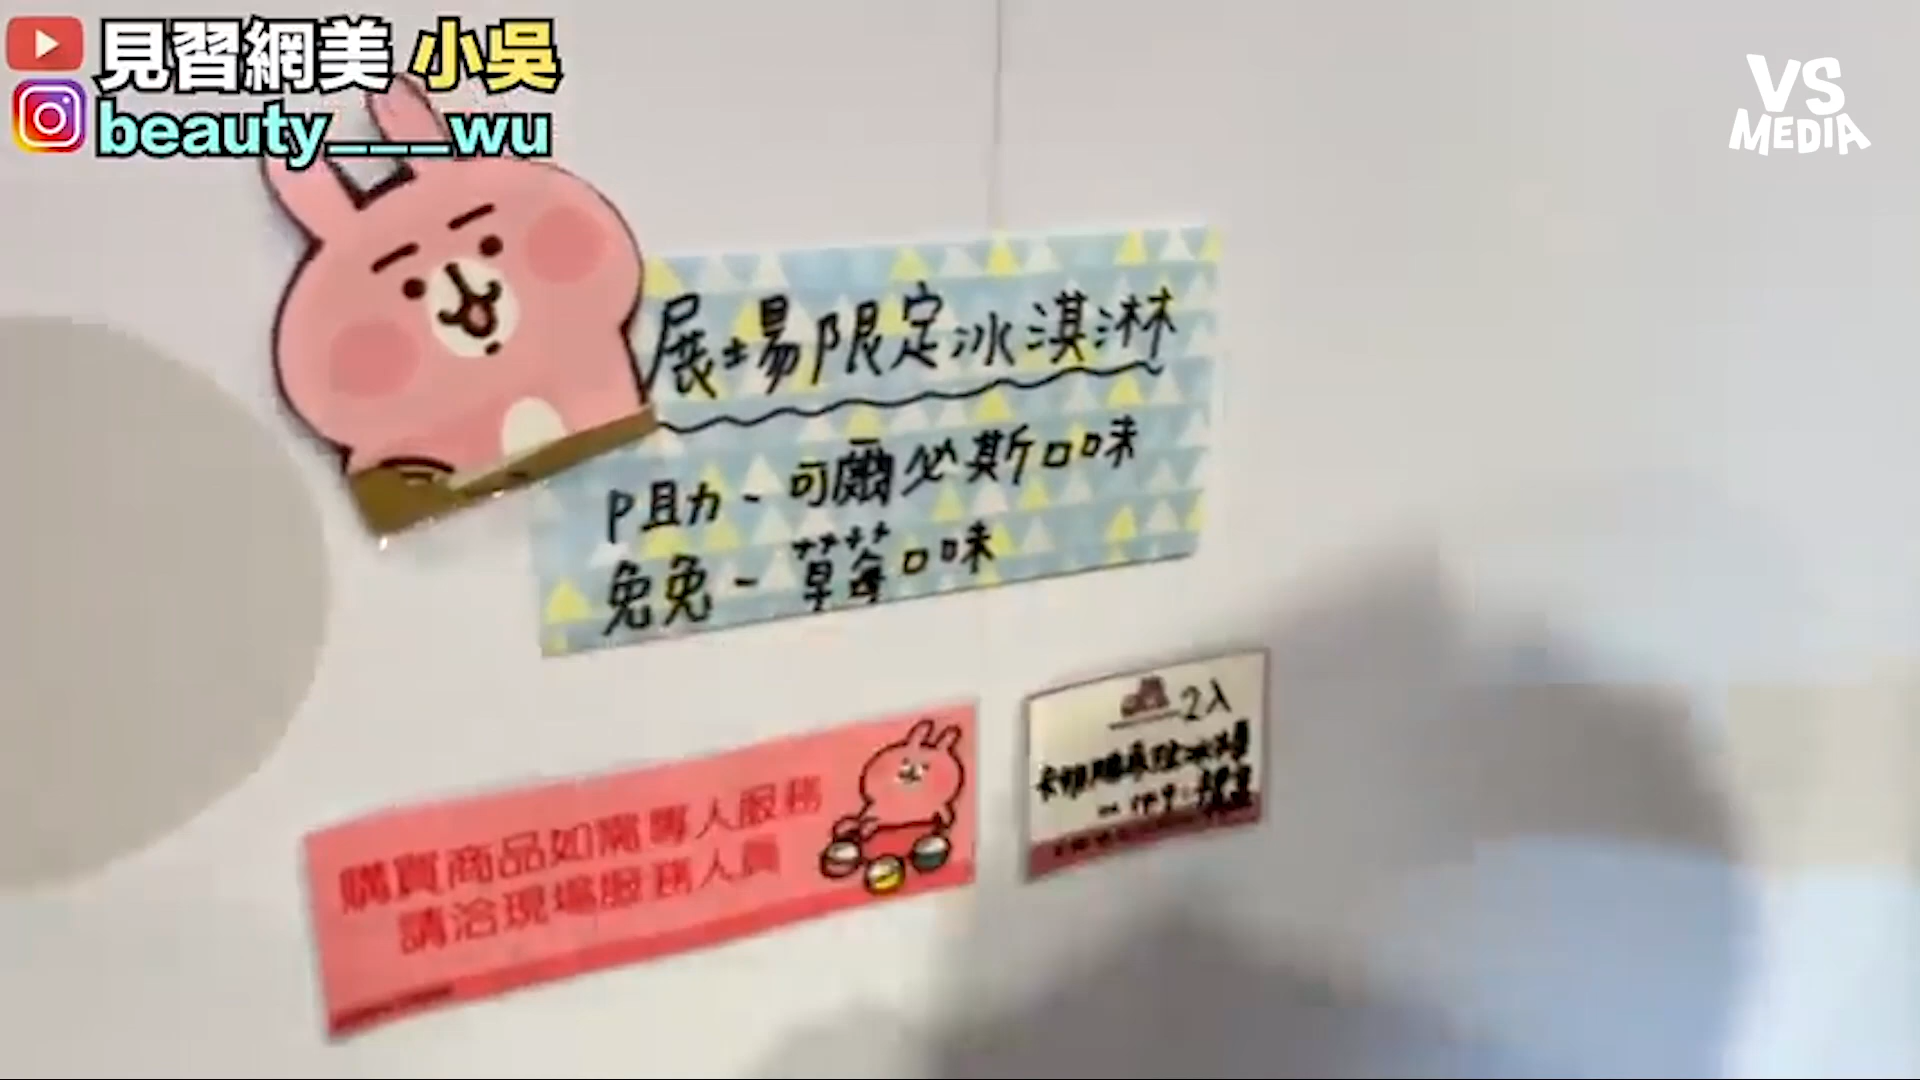 見習網美 小吳
beauty___wu
VS
MEDIA
展場限定冰淇淋
P且力 - 可爾必斯口味
兔兔 - 草莓口味
購買商品如需專人服務
請洽現場服務人員
2入